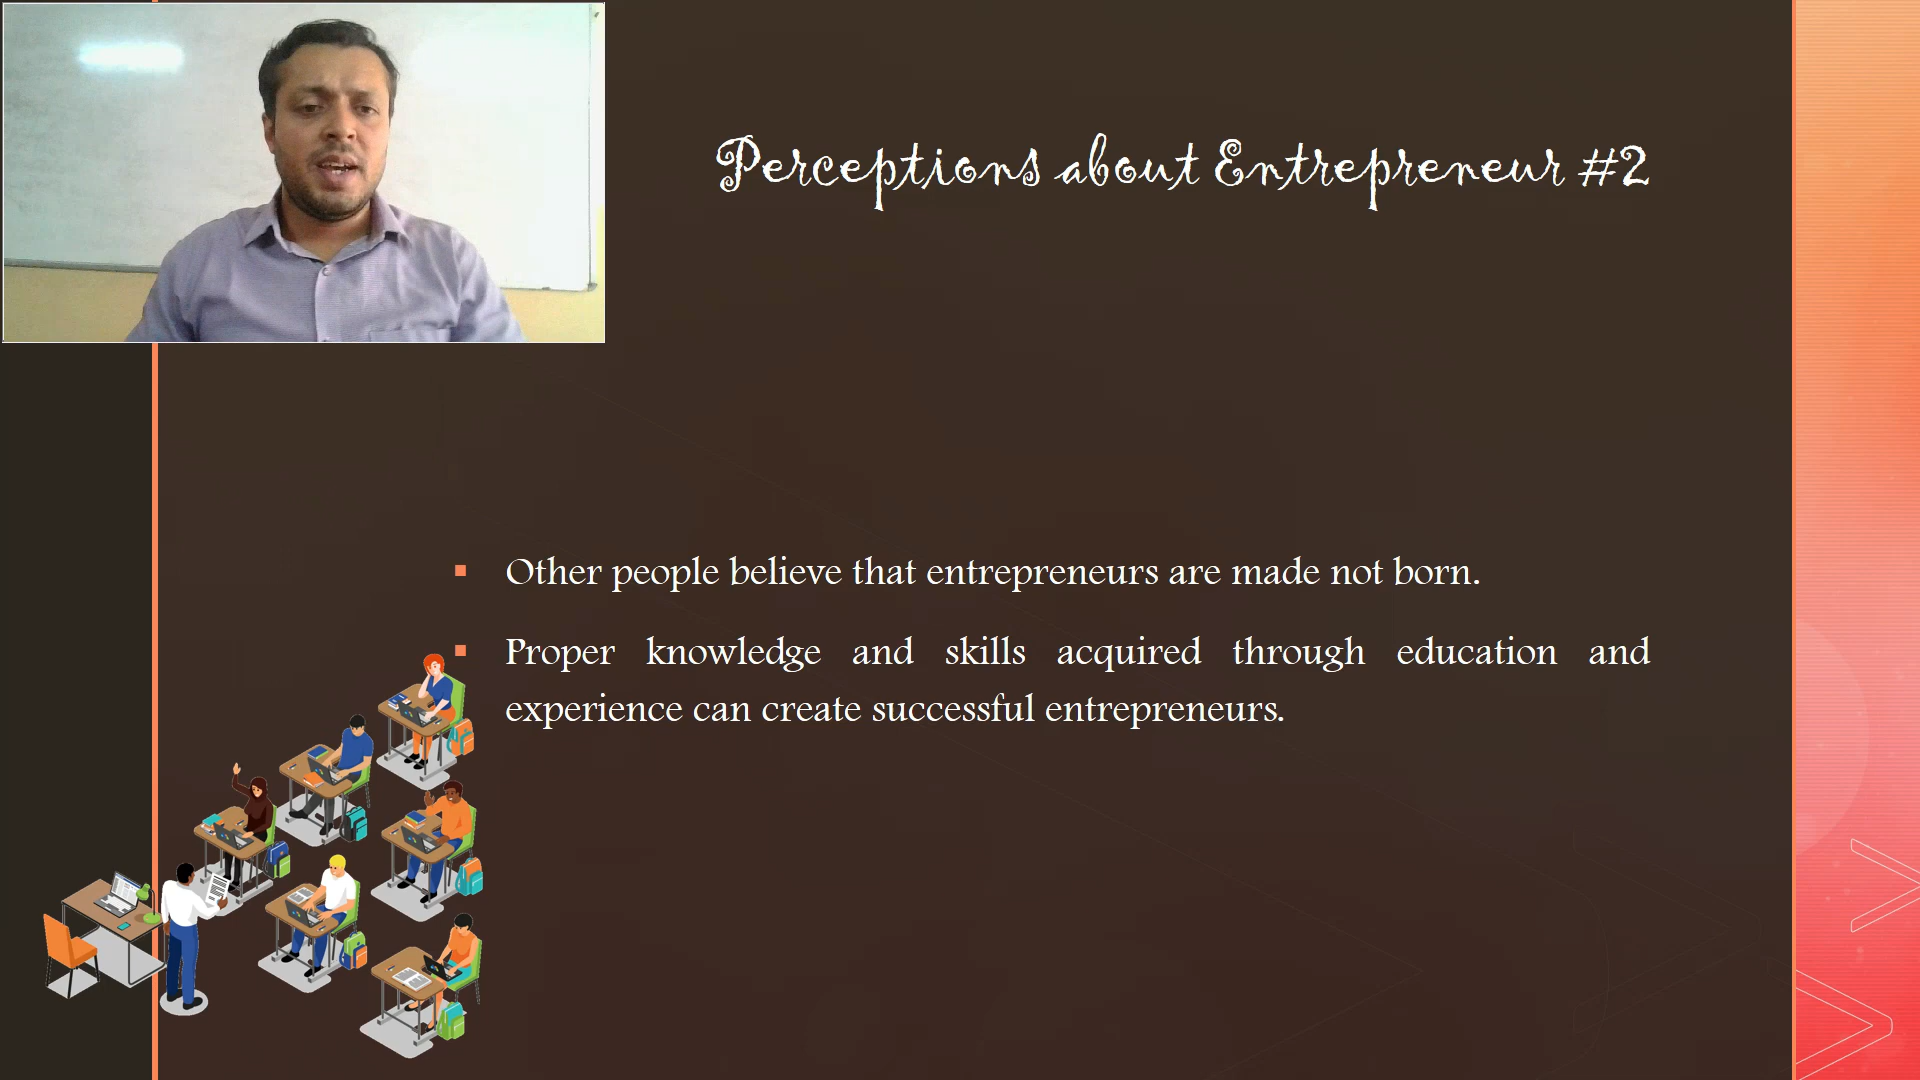 Perceptions about Entrepreneur #2
Other people believe that entrepreneurs are made not born.
Proper knowledge and skills acquired through education and
experience can create successful entrepreneurs.